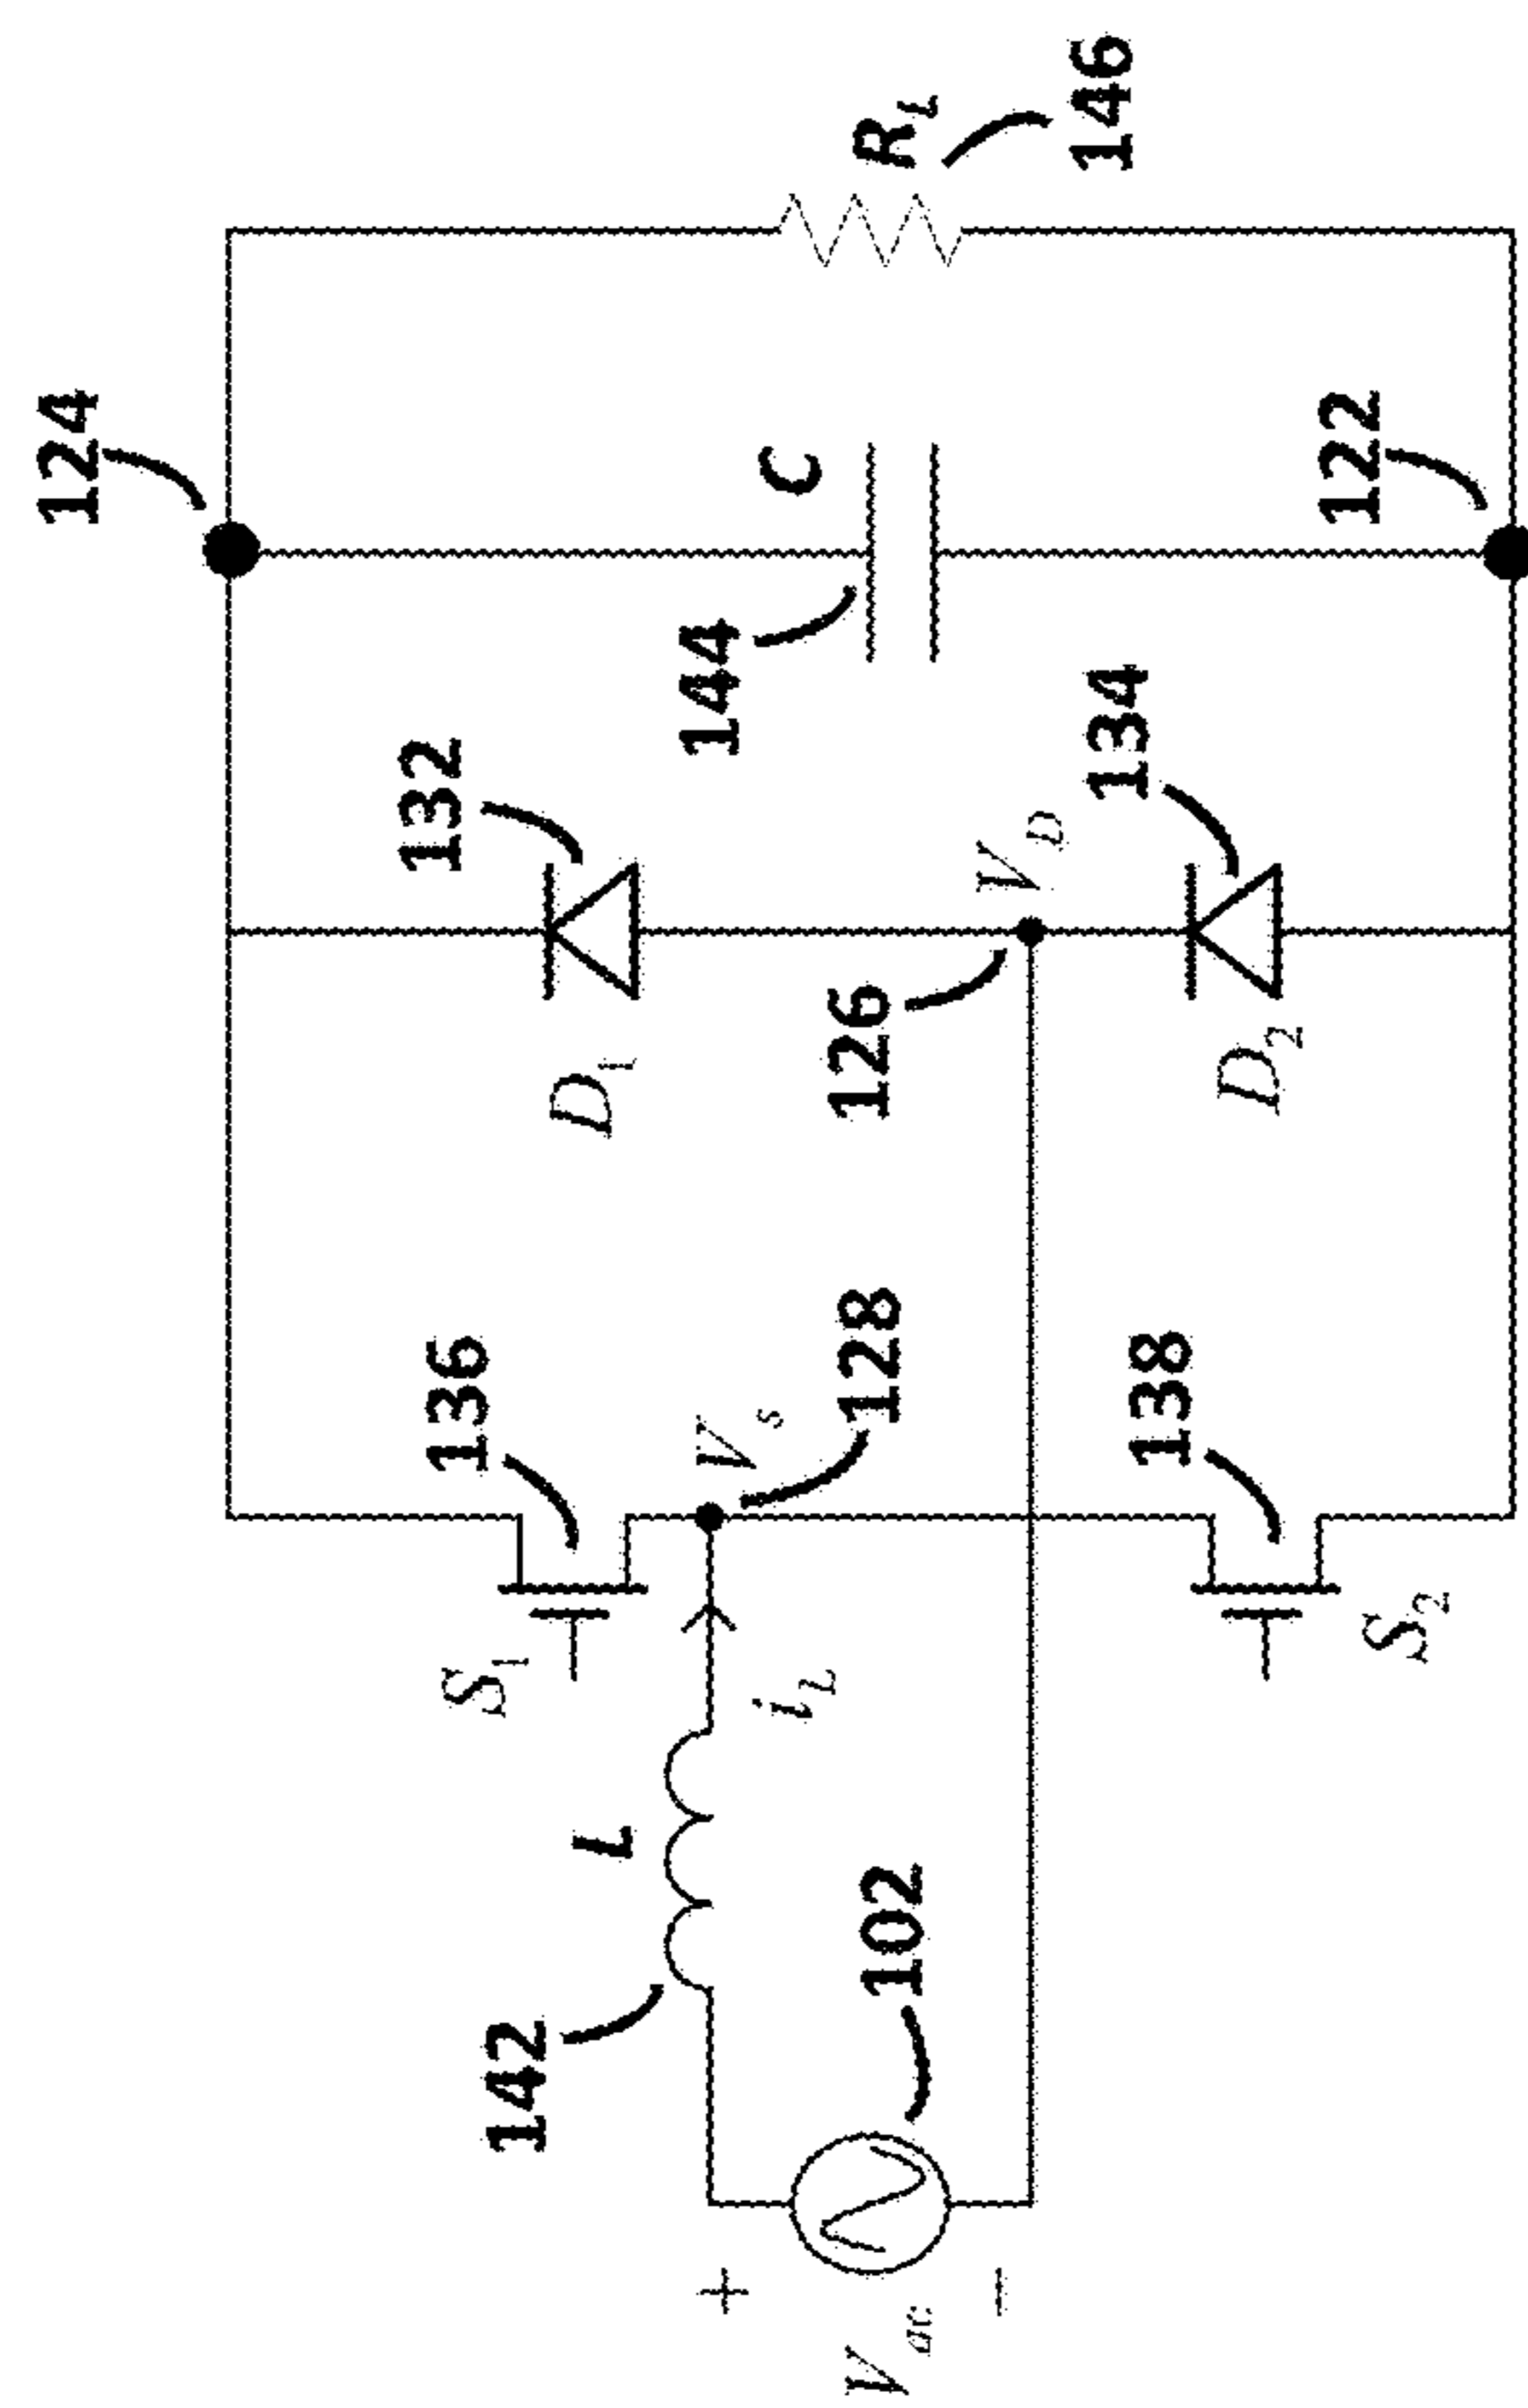 124
R_L
146
132
144
C
D_1
126
V_D
134
122
D_2
136
S_1
V_s
128
L
i_L
142
102
138
S_2
+
V_ac
−